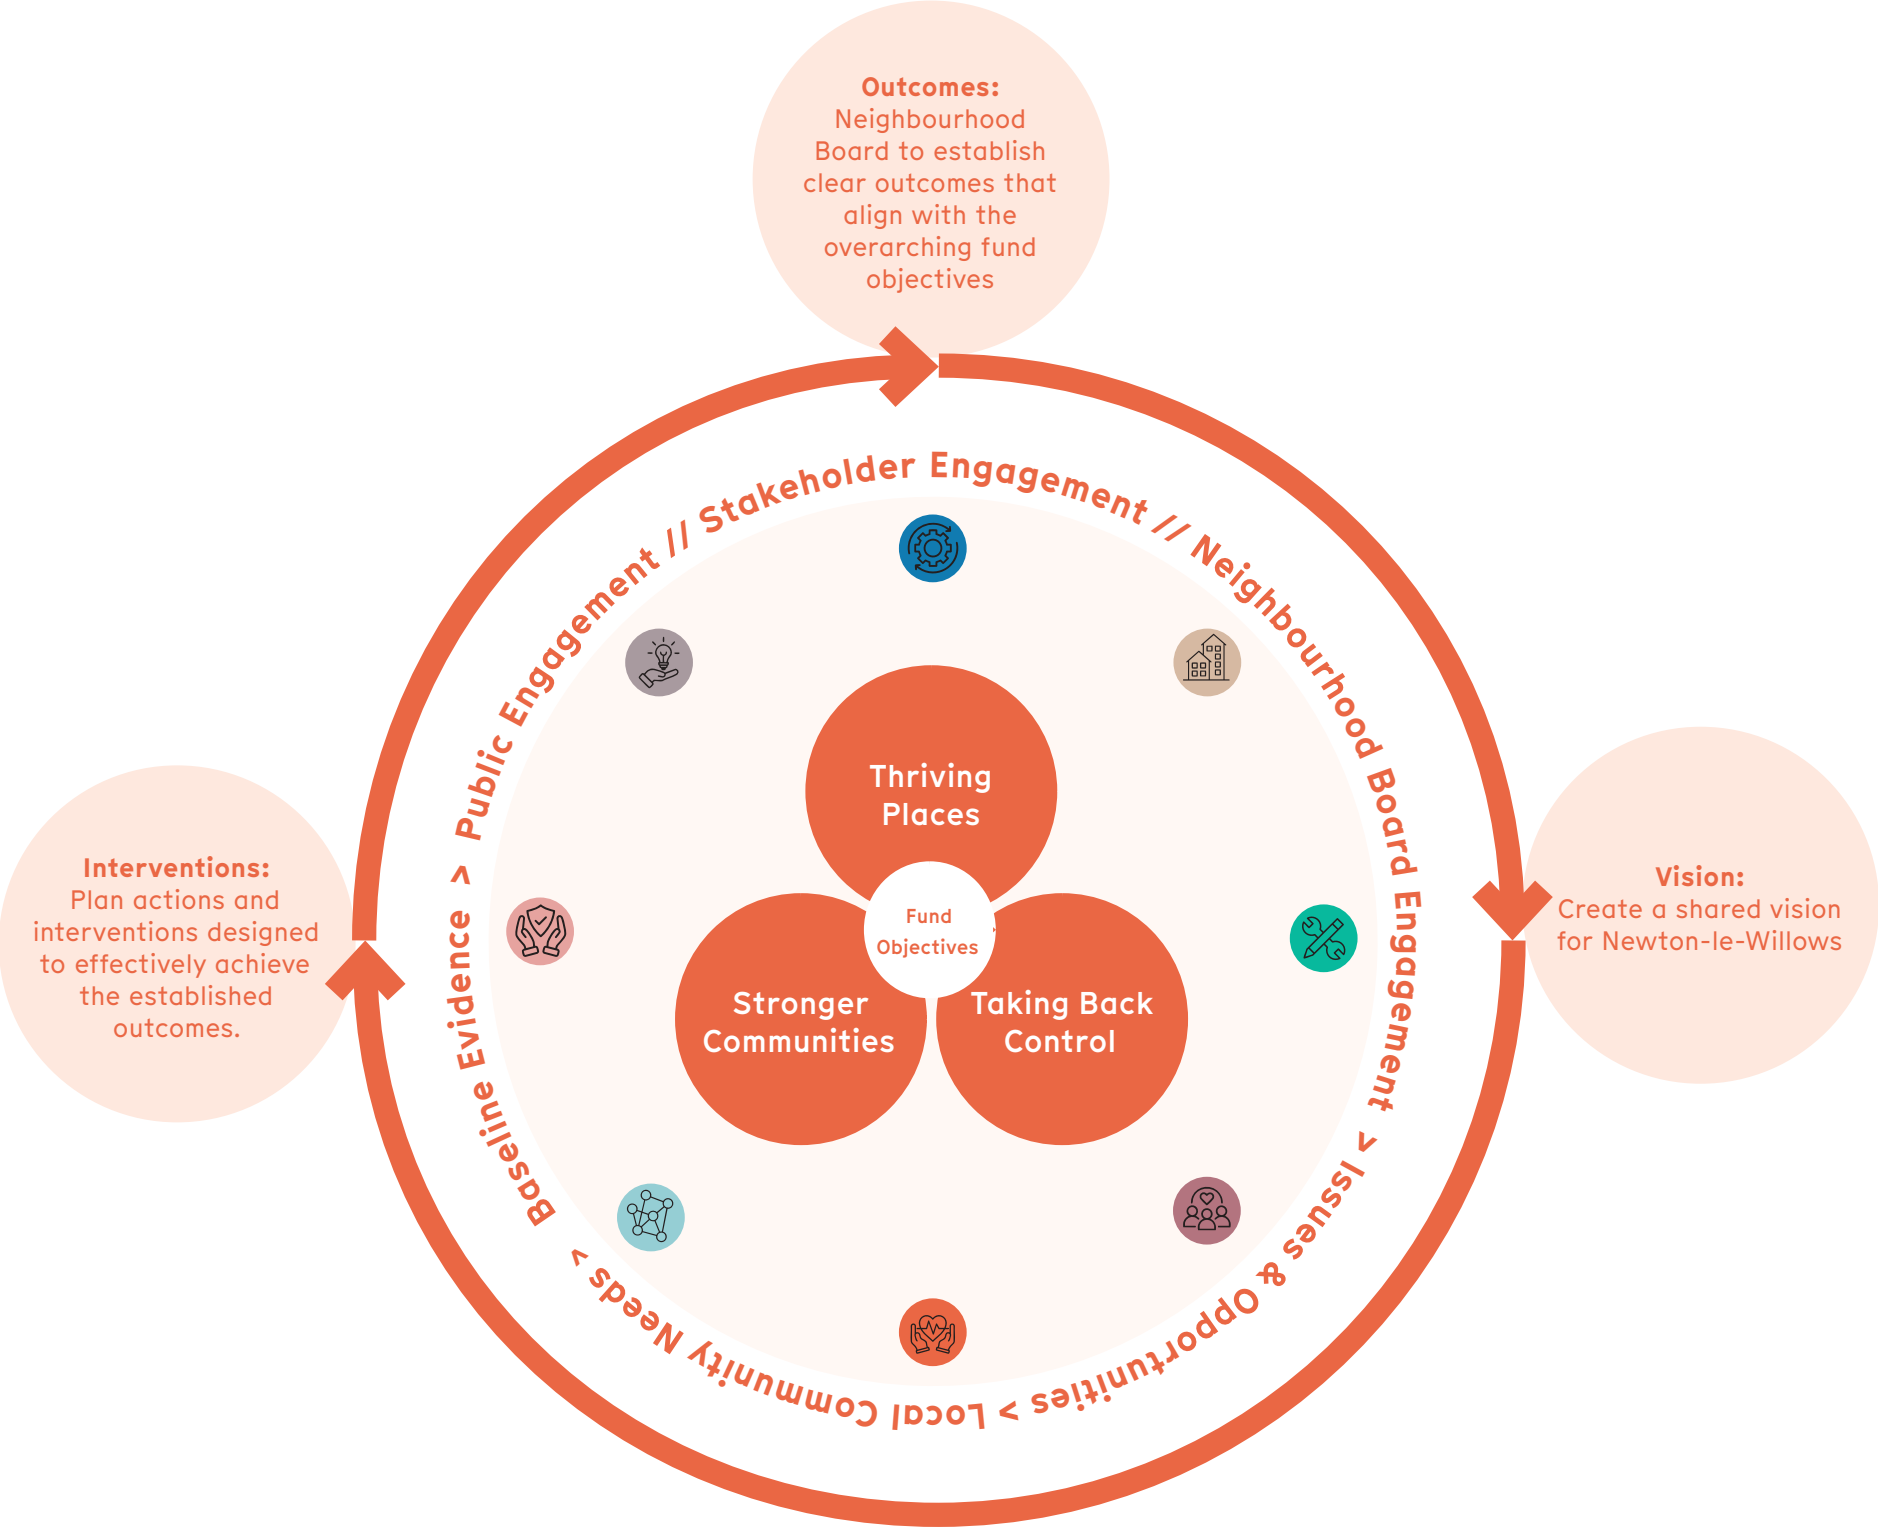 Outcomes:
Neighbourhood
Board to establish
clear outcomes that
align with the
overarching fund
objectives
Baseline Evidence > Public Engagement // Stakeholder Engagement // Neighbourhood Board Engagement > Issues & Opportunities > Local Community Needs >
Thriving
Places
Fund
Objectives
Stronger
Communities
Taking Back
Control
Interventions:
Plan actions and
interventions designed
to effectively achieve
the established
outcomes.
Vision:
Create a shared vision
for Newton-le-Willows